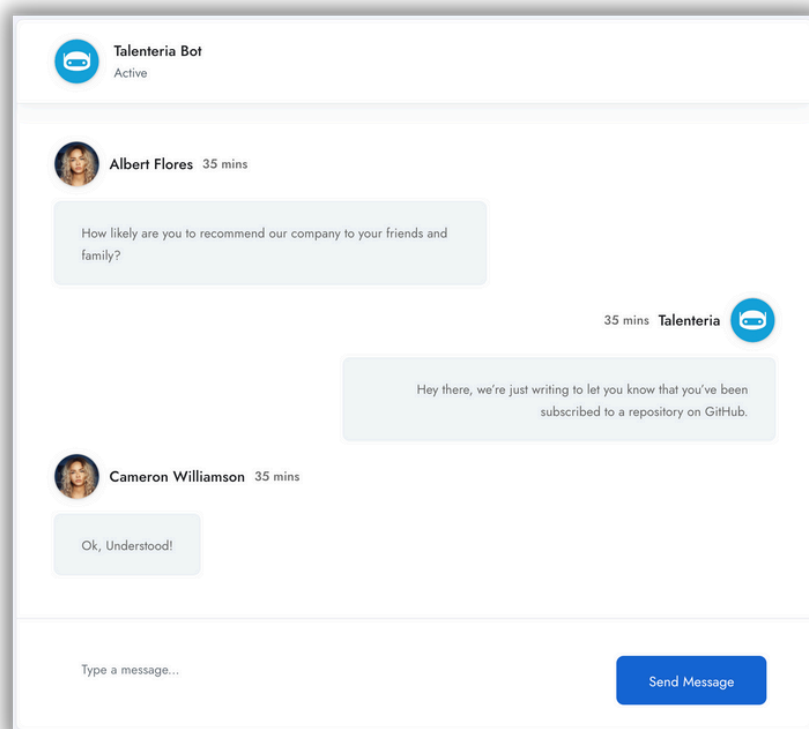 Talenteria Bot
Active
Albert Flores 35 mins
How likely are you to recommend our company to your friends and
family?
35 mins Talenteria
Hey there, we're just writing to let you know that you've been
subscribed to a repository on GitHub.
Cameron Williamson 35 mins
Ok, Understood!
Type a message...
Send Message